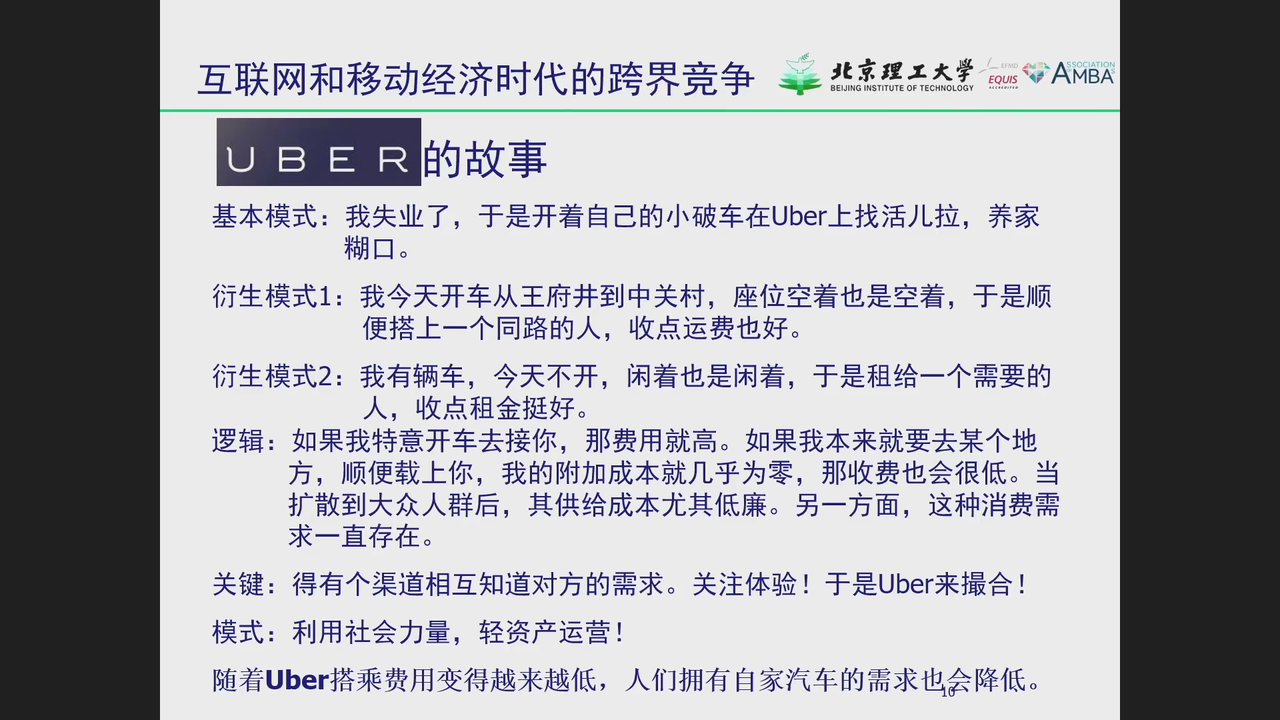 互联网和移动经济时代的跨界竞争
北京理工大学
BEIJING INSTITUTE OF TECHNOLOGY
EFMD
EQUIS
ACCREDITED
ASSOCIATION
AMBA
UBER的故事
基本模式：我失业了，于是开着自己的小破车在Uber上找活儿拉，养家
糊口。
衍生模式1：我今天开车从王府井到中关村，座位空着也是空着，于是顺
便搭上一个同路的人，收点运费也好。
衍生模式2：我有辆车，今天不开，闲着也是闲着，于是租给一个需要的
人，收点租金挺好。
逻辑：如果我特意开车去接你，那费用就高。如果我本来就要去某个地
方，顺便载上你，我的附加成本就几乎为零，那收费也会很低。当
扩散到大众人群后，其供给成本尤其低廉。另一方面，这种消费需
求一直存在。
关键：得有个渠道相互知道对方的需求。关注体验！于是Uber来撮合！
模式：利用社会力量，轻资产运营！
随着Uber搭乘费用变得越来越低，人们拥有自家汽车的需求也会降低。
10